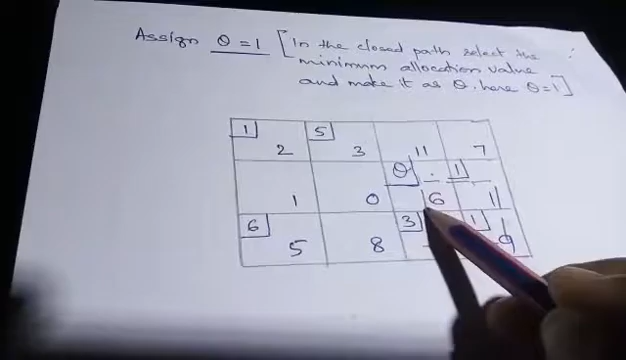 Assign θ=1 [In the closed path select the
minimum allocation value
and make it as θ. here θ=1]
1 2 5 3 11 7
1 0 θ 6 1 1
6 5 8 3 1 9